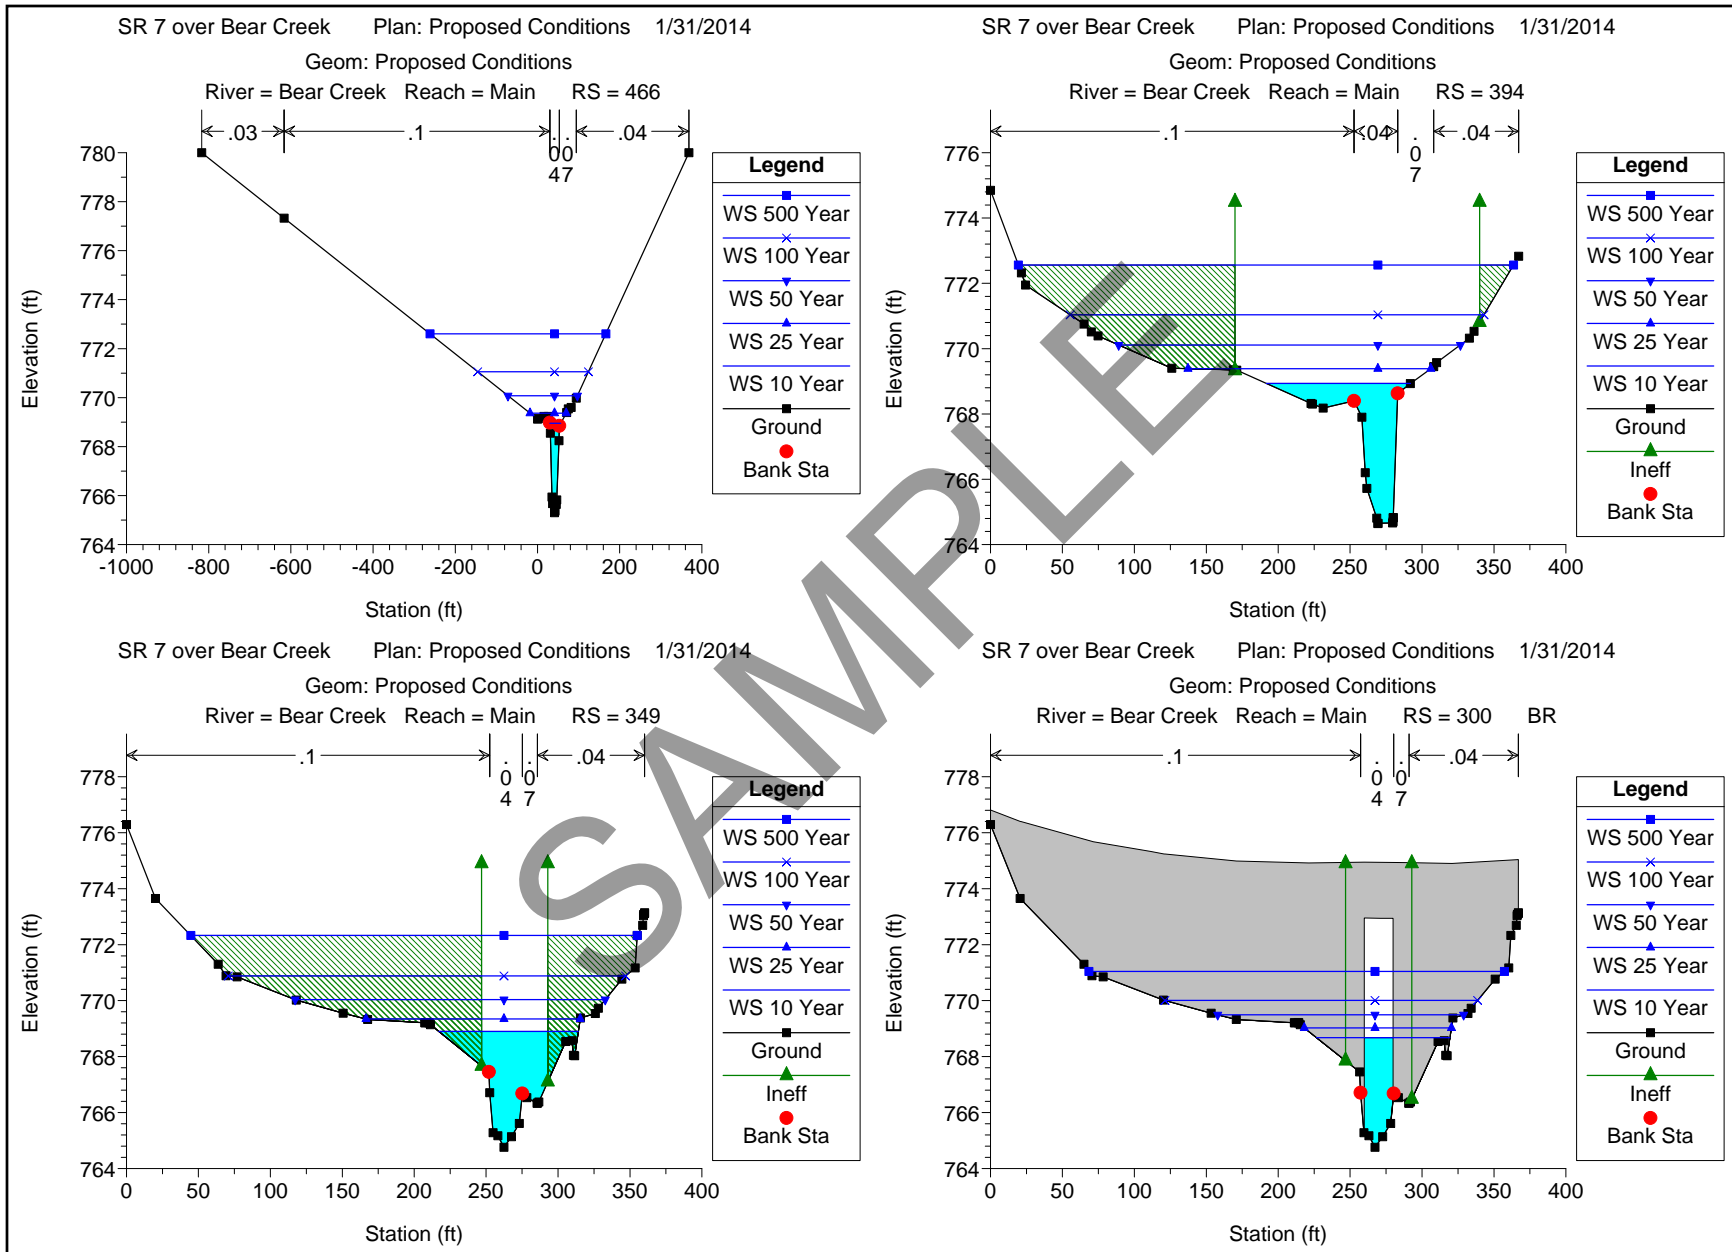 SR 7 over Bear Creek Plan: Proposed Conditions 1/31/2014
Geom: Proposed Conditions
River = Bear Creek Reach = Main RS = 466
.03 .1 .04 .07 .04
780
778
776
774
772
770
768
766
764
-1000 -800 -600 -400 -200 0 200 400
Elevation (ft)
Station (ft)
Legend
WS 500 Year
WS 100 Year
WS 50 Year
WS 25 Year
WS 10 Year
Ground
Bank Sta
SR 7 over Bear Creek Plan: Proposed Conditions 1/31/2014
Geom: Proposed Conditions
River = Bear Creek Reach = Main RS = 394
.1 .04 .07 .04
776
774
772
770
768
766
764
0 50 100 150 200 250 300 350 400
Elevation (ft)
Station (ft)
Legend
WS 500 Year
WS 100 Year
WS 50 Year
WS 25 Year
WS 10 Year
Ground
Ineff
Bank Sta
SR 7 over Bear Creek Plan: Proposed Conditions 1/31/2014
Geom: Proposed Conditions
River = Bear Creek Reach = Main RS = 349
.1 .04 .07 .04
778
776
774
772
770
768
766
764
0 50 100 150 200 250 300 350 400
Elevation (ft)
Station (ft)
Legend
WS 500 Year
WS 100 Year
WS 50 Year
WS 25 Year
WS 10 Year
Ground
Ineff
Bank Sta
SR 7 over Bear Creek Plan: Proposed Conditions 1/31/2014
Geom: Proposed Conditions
River = Bear Creek Reach = Main RS = 300 BR
.1 .04 .07 .04
778
776
774
772
770
768
766
764
0 50 100 150 200 250 300 350 400
Elevation (ft)
Station (ft)
Legend
WS 500 Year
WS 100 Year
WS 50 Year
WS 25 Year
WS 10 Year
Ground
Ineff
Bank Sta
SAMPLE